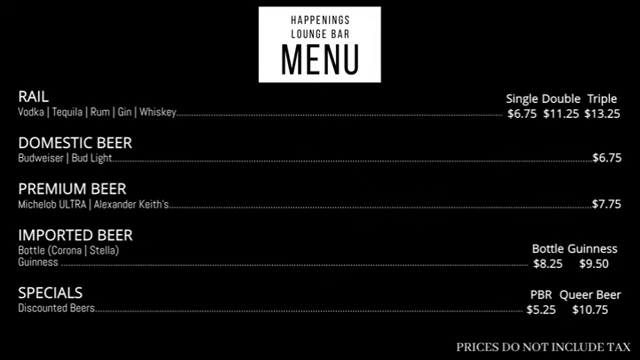 HAPPENINGS
LOUNGE BAR
MENU
RAIL
Single Double Triple
Vodka | Tequila | Rum | Gin | Whiskey $6.75 $11.25 $13.25
DOMESTIC BEER
Budweiser | Bud Light $6.75
PREMIUM BEER
Michelob ULTRA | Alexander Keith's $7.75
IMPORTED BEER
Bottle (Corona | Stella) Bottle Guinness
Guinness $8.25 $9.50
SPECIALS
PBR Queer Beer
Discounted Beers $5.25 $10.75
PRICES DO NOT INCLUDE TAX